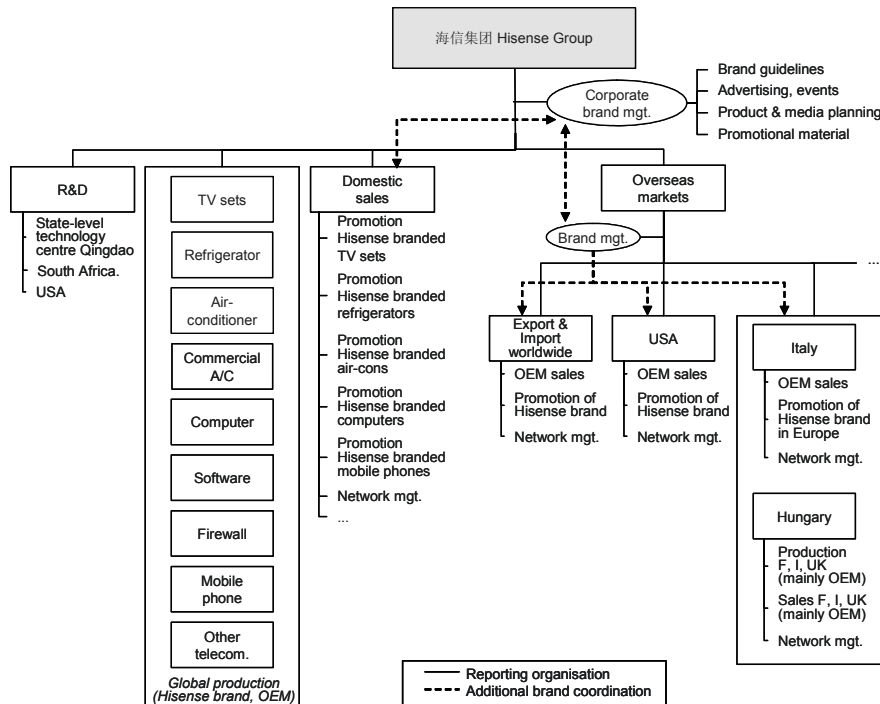 海信集团 Hisense Group
Corporate
brand mgt.
Brand guidelines
Advertising, events
Product & media planning
Promotional material
R&D
State-level
technology
centre Qingdao
South Africa.
USA
TV sets
Refrigerator
Air-
conditioner
Commercial
A/C
Computer
Software
Firewall
Mobile
phone
Other
telecom.
Global production
(Hisense brand, OEM)
Domestic
sales
Promotion
Hisense branded
TV sets
Promotion
Hisense branded
refrigerators
Promotion
Hisense branded
air-cons
Promotion
Hisense branded
computers
Promotion
Hisense branded
mobile phones
Network mgt.
...
Overseas
markets
Brand mgt.
...
Export &
Import
worldwide
OEM sales
Promotion of
Hisense brand
Network mgt.
USA
OEM sales
Promotion of
Hisense brand
Network mgt.
Italy
OEM sales
Promotion of
Hisense brand
in Europe
Network mgt.
Hungary
Production
F, I, UK
(mainly OEM)
Sales F, I, UK
(mainly OEM)
Network mgt.
Reporting organisation
Additional brand coordination